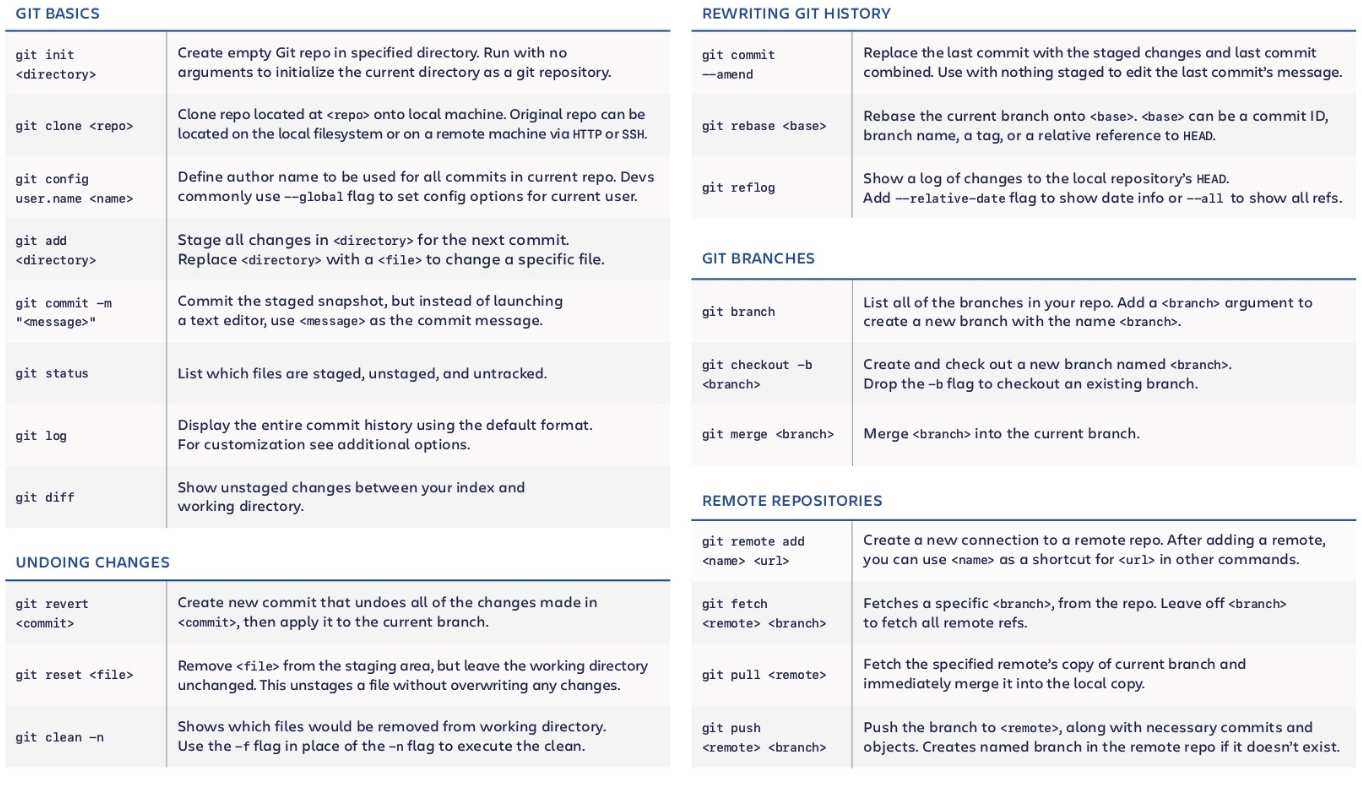 GIT BASICS
git init
<directory>
Create empty Git repo in specified directory. Run with no
arguments to initialize the current directory as a git repository.
git clone <repo>
Clone repo located at <repo> onto local machine. Original repo can be
located on the local filesystem or on a remote machine via HTTP or SSH.
git config
user.name <name>
Define author name to be used for all commits in current repo. Devs
commonly use --global flag to set config options for current user.
git add
<directory>
Stage all changes in <directory> for the next commit.
Replace <directory> with a <file> to change a specific file.
git commit -m
"<message>"
Commit the staged snapshot, but instead of launching
a text editor, use <message> as the commit message.
git status
List which files are staged, unstaged, and untracked.
git log
Display the entire commit history using the default format.
For customization see additional options.
git diff
Show unstaged changes between your index and
working directory.
UNDOING CHANGES
git revert
<commit>
Create new commit that undoes all of the changes made in
<commit>, then apply it to the current branch.
git reset <file>
Remove <file> from the staging area, but leave the working directory
unchanged. This unstages a file without overwriting any changes.
git clean -n
Shows which files would be removed from working directory.
Use the -f flag in place of the -n flag to execute the clean.
REWRITING GIT HISTORY
git commit
--amend
Replace the last commit with the staged changes and last commit
combined. Use with nothing staged to edit the last commit's message.
git rebase <base>
Rebase the current branch onto <base>. <base> can be a commit ID,
branch name, a tag, or a relative reference to HEAD.
git reflog
Show a log of changes to the local repository's HEAD.
Add --relative-date flag to show date info or --all to show all refs.
GIT BRANCHES
git branch
List all of the branches in your repo. Add a <branch> argument to
create a new branch with the name <branch>.
git checkout -b
<branch>
Create and check out a new branch named <branch>.
Drop the -b flag to checkout an existing branch.
git merge <branch>
Merge <branch> into the current branch.
REMOTE REPOSITORIES
git remote add
<name> <url>
Create a new connection to a remote repo. After adding a remote,
you can use <name> as a shortcut for <url> in other commands.
git fetch
<remote> <branch>
Fetches a specific <branch>, from the repo. Leave off <branch>
to fetch all remote refs.
git pull <remote>
Fetch the specified remote's copy of current branch and
immediately merge it into the local copy.
git push
<remote> <branch>
Push the branch to <remote>, along with necessary commits and
objects. Creates named branch in the remote repo if it doesn't exist.